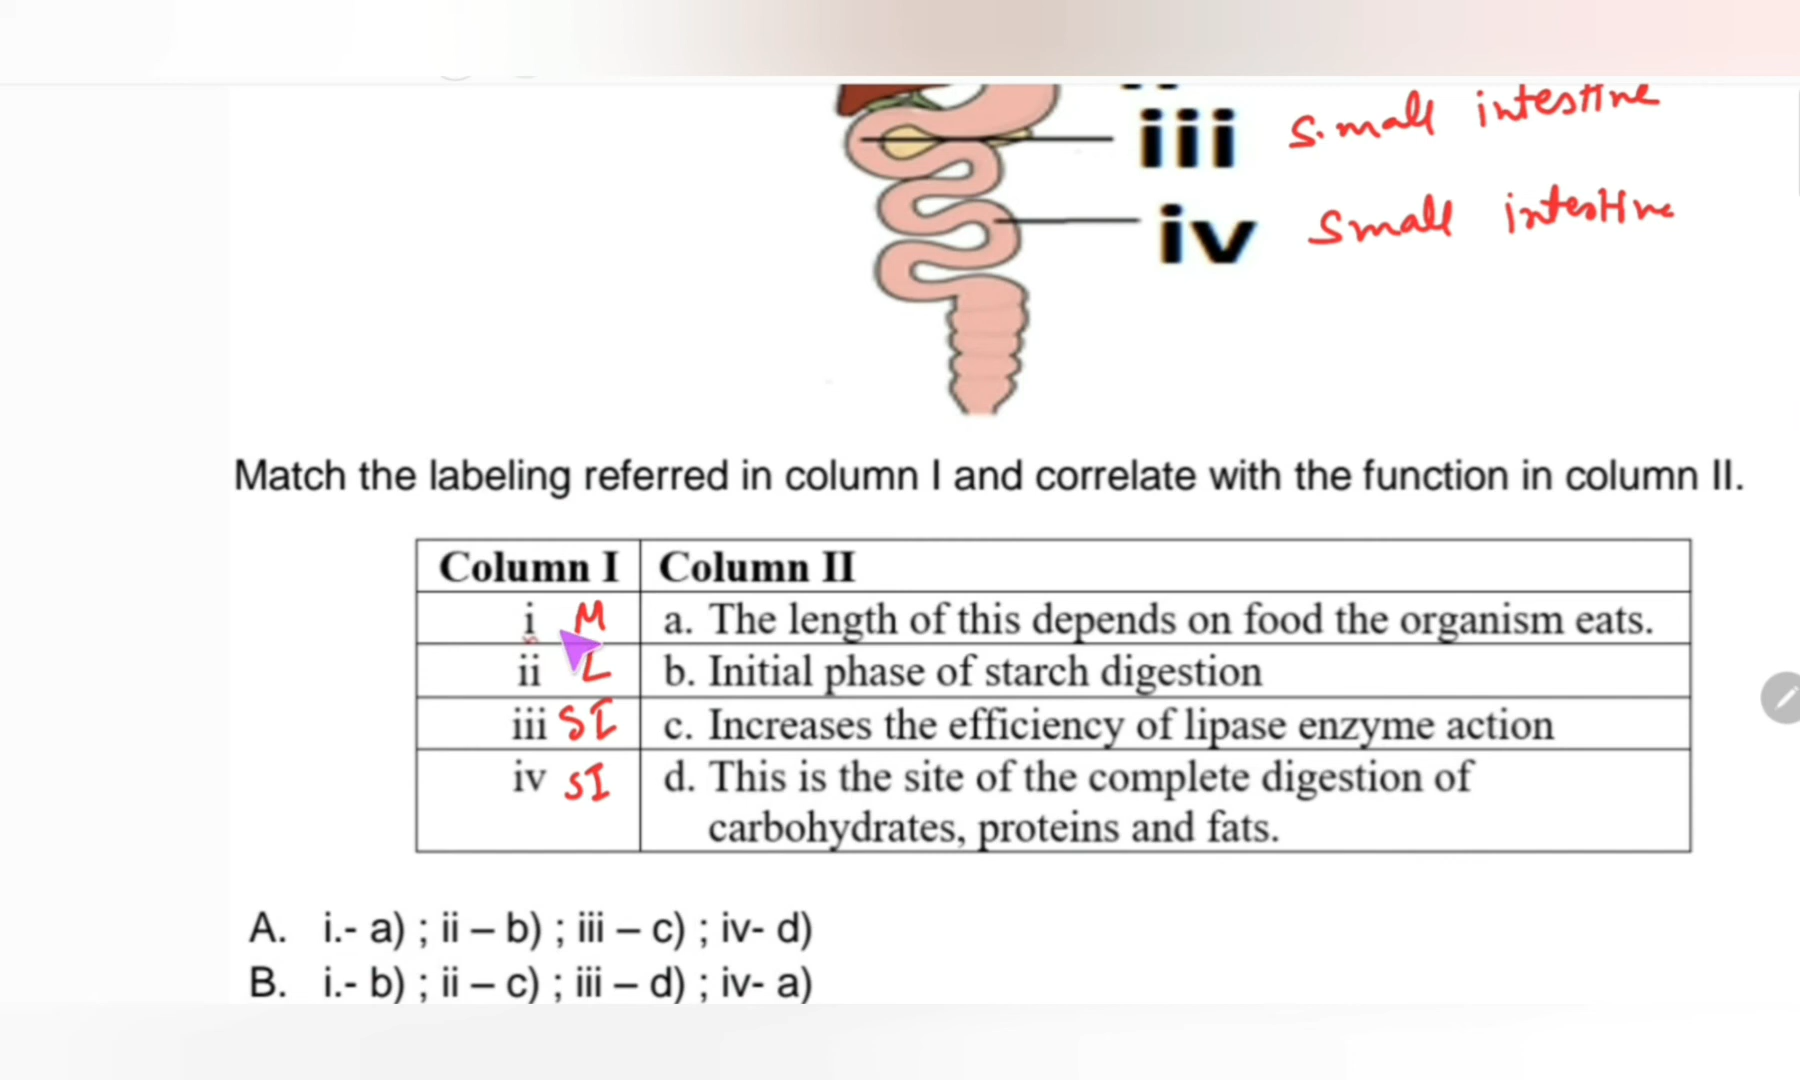 iii small intestine
iv small intestine
Match the labeling referred in column I and correlate with the function in column II.
Column I Column II
i M a. The length of this depends on food the organism eats.
ii L b. Initial phase of starch digestion
iii SI c. Increases the efficiency of lipase enzyme action
iv SI d. This is the site of the complete digestion of
carbohydrates, proteins and fats.
A. i.- a) ; ii – b) ; iii – c) ; iv- d)
B. i.- b) ; ii – c) ; iii – d) ; iv- a)